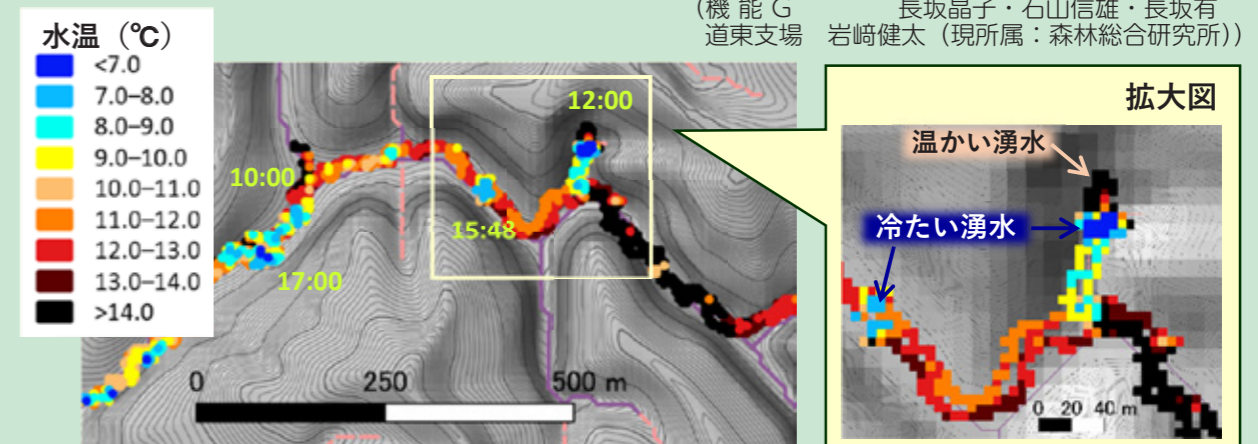 (機 能 G　長坂晶子・石山信雄・長坂有
道東支場　岩﨑健太（現所属：森林総合研究所))
水温（℃）
<7.0
7.0–8.0
8.0–9.0
9.0–10.0
10.0–11.0
11.0–12.0
12.0–13.0
13.0–14.0
>14.0
12:00
10:00
15:48
17:00
0 250 500 m
拡大図
温かい湧水
冷たい湧水
0 20 40 m